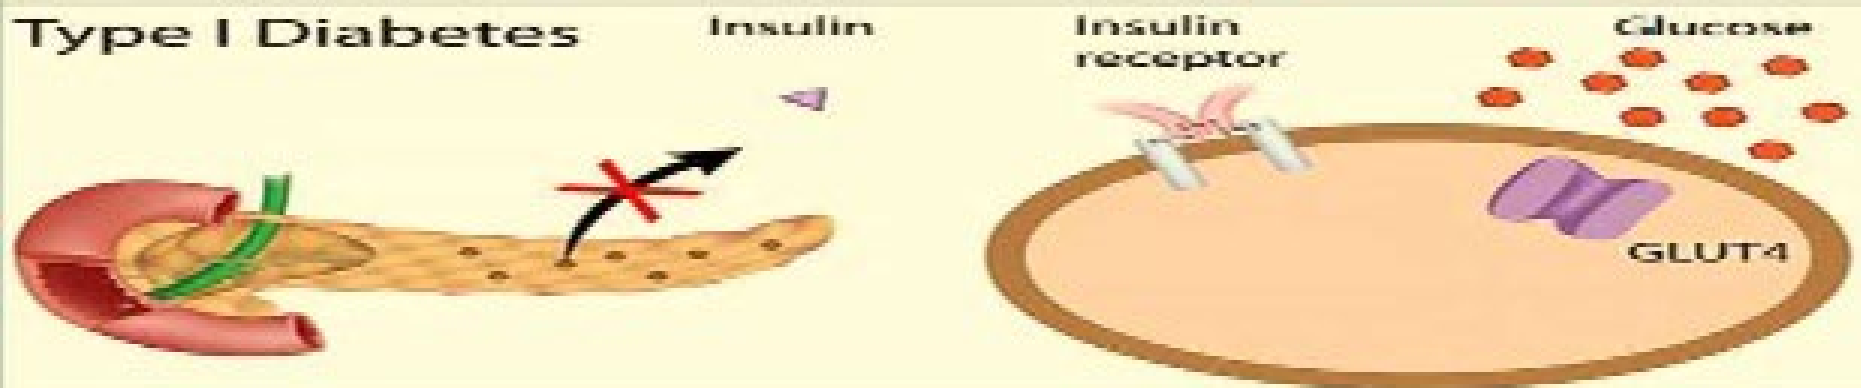 Type I Diabetes
Insulin
Insulin
receptor
Glucose
GLUT4